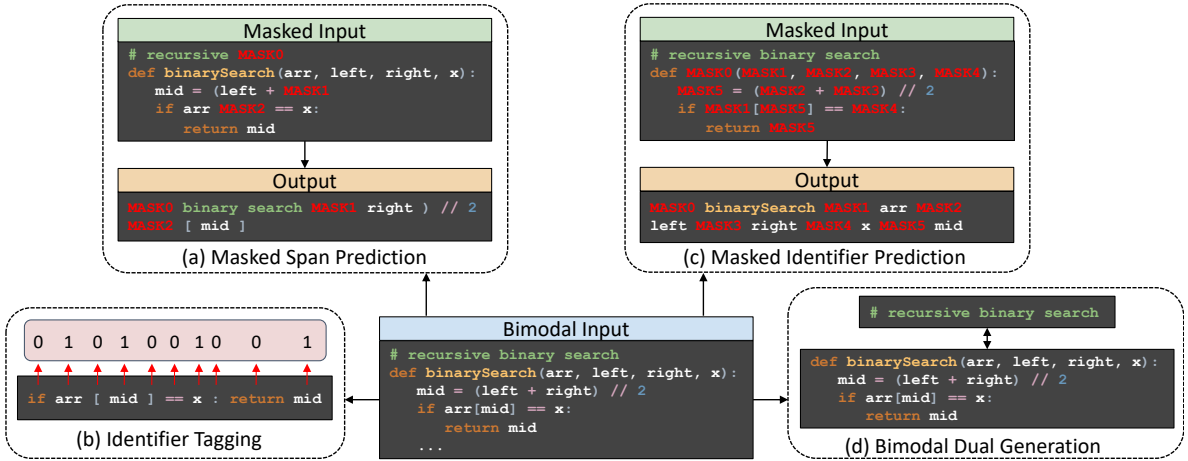 Masked Input
# recursive MASK0
def binarySearch(arr, left, right, x):
mid = (left + MASK1
if arr MASK2 == x:
return mid
Output
MASK0 binary search MASK1 right ) // 2
MASK2 [ mid ]
(a) Masked Span Prediction
Masked Input
# recursive binary search
def MASK0(MASK1, MASK2, MASK3, MASK4):
MASK5 = (MASK2 + MASK3) // 2
if MASK1[MASK5] == MASK4:
return MASK5
Output
MASK0 binarySearch MASK1 arr MASK2
left MASK3 right MASK4 x MASK5 mid
(c) Masked Identifier Prediction
0 1 0 1 0 0 1 0 0 1
if arr [ mid ] == x : return mid
(b) Identifier Tagging
Bimodal Input
# recursive binary search
def binarySearch(arr, left, right, x):
mid = (left + right) // 2
if arr[mid] == x:
return mid
...
# recursive binary search
def binarySearch(arr, left, right, x):
mid = (left + right) // 2
if arr[mid] == x:
return mid
(d) Bimodal Dual Generation